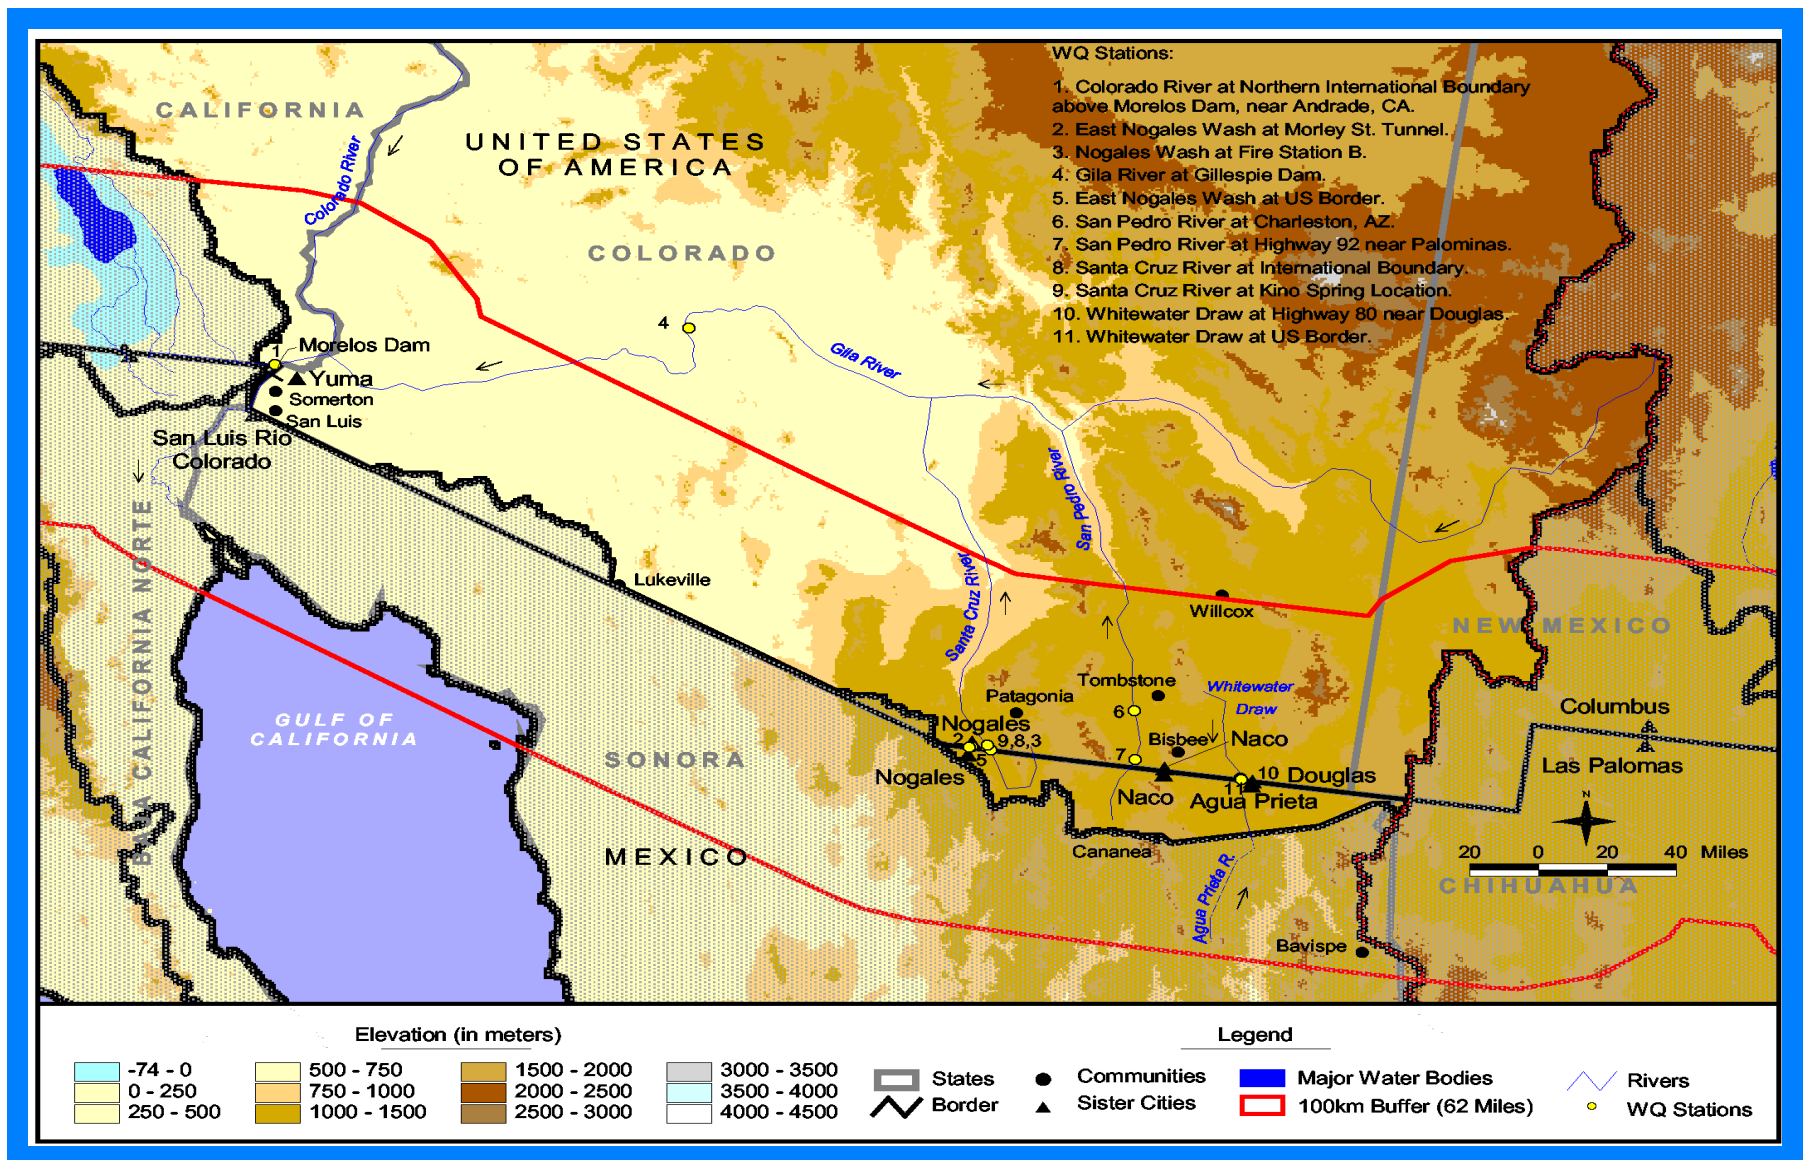 WQ Stations:
1. Colorado River at Northern International Boundary
above Morelos Dam, near Andrade, CA.
2. East Nogales Wash at Morley St. Tunnel.
3. Nogales Wash at Fire Station B.
4. Gila River at Gillespie Dam.
5. East Nogales Wash at US Border.
6. San Pedro River at Charleston, AZ.
7. San Pedro River at Highway 92 near Palominas.
8. Santa Cruz River at International Boundary.
9. Santa Cruz River at Kino Spring Location.
10. Whitewater Draw at Highway 80 near Douglas.
11. Whitewater Draw at US Border.
CALIFORNIA
UNITED STATES
OF AMERICA
Colorado River
COLORADO
4
Gila River
1
Morelos Dam
Yuma
Somerton
San Luis
San Luis Rio
Colorado
San Pedro River
Santa Cruz River
Lukeville
Willcox
NEW MEXICO
BAJA CALIFORNIA NORTE
GULF OF
CALIFORNIA
SONORA
MEXICO
Tombstone
Patagonia
Whitewater
Draw
6
Nogales
2
9,8,3
5
Nogales
7
Bisbee
Naco
Naco
10
Douglas
11
Agua Prieta
Cananea
Agua Prieta R.
Bavispe
Columbus
Las Palomas
N
20 0 20 40 Miles
CHIHUAHUA
Elevation (in meters)
-74 - 0
0 - 250
250 - 500
500 - 750
750 - 1000
1000 - 1500
1500 - 2000
2000 - 2500
2500 - 3000
3000 - 3500
3500 - 4000
4000 - 4500
Legend
States
Border
Communities
Sister Cities
Major Water Bodies
100km Buffer (62 Miles)
Rivers
WQ Stations